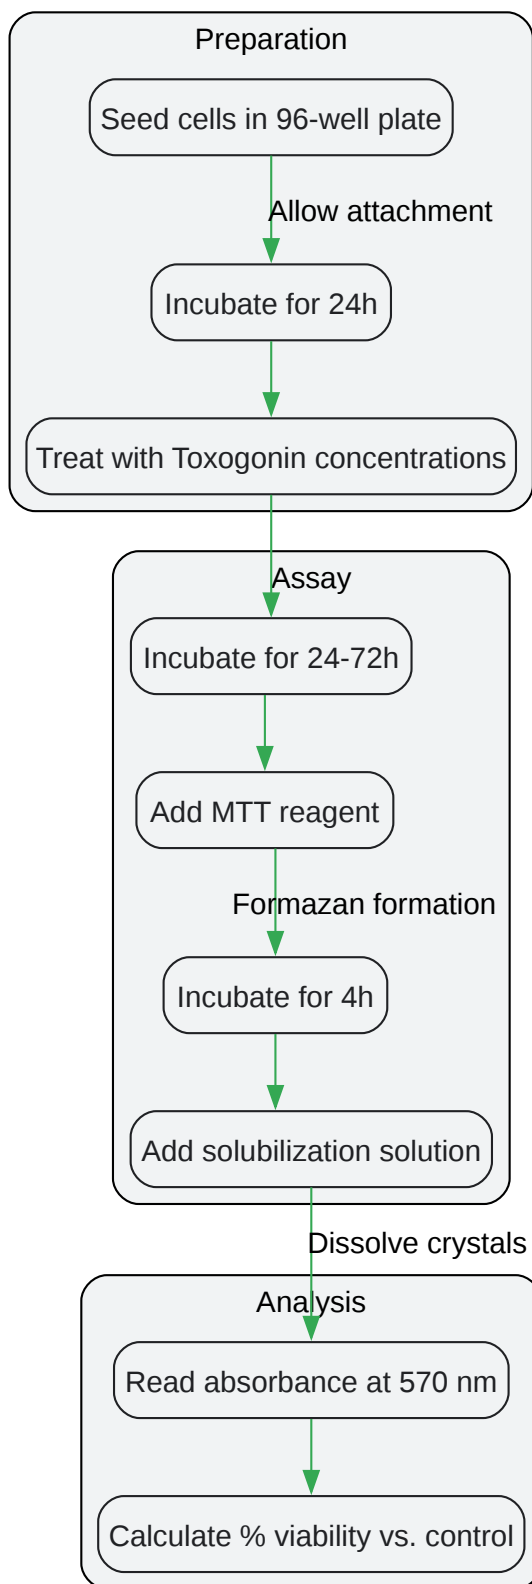 Preparation
Seed cells in 96-well plate
Allow attachment
Incubate for 24h
Treat with Toxogonin concentrations
Assay
Incubate for 24-72h
Add MTT reagent
Formazan formation
Incubate for 4h
Add solubilization solution
Dissolve crystals
Analysis
Read absorbance at 570 nm
Calculate % viability vs. control